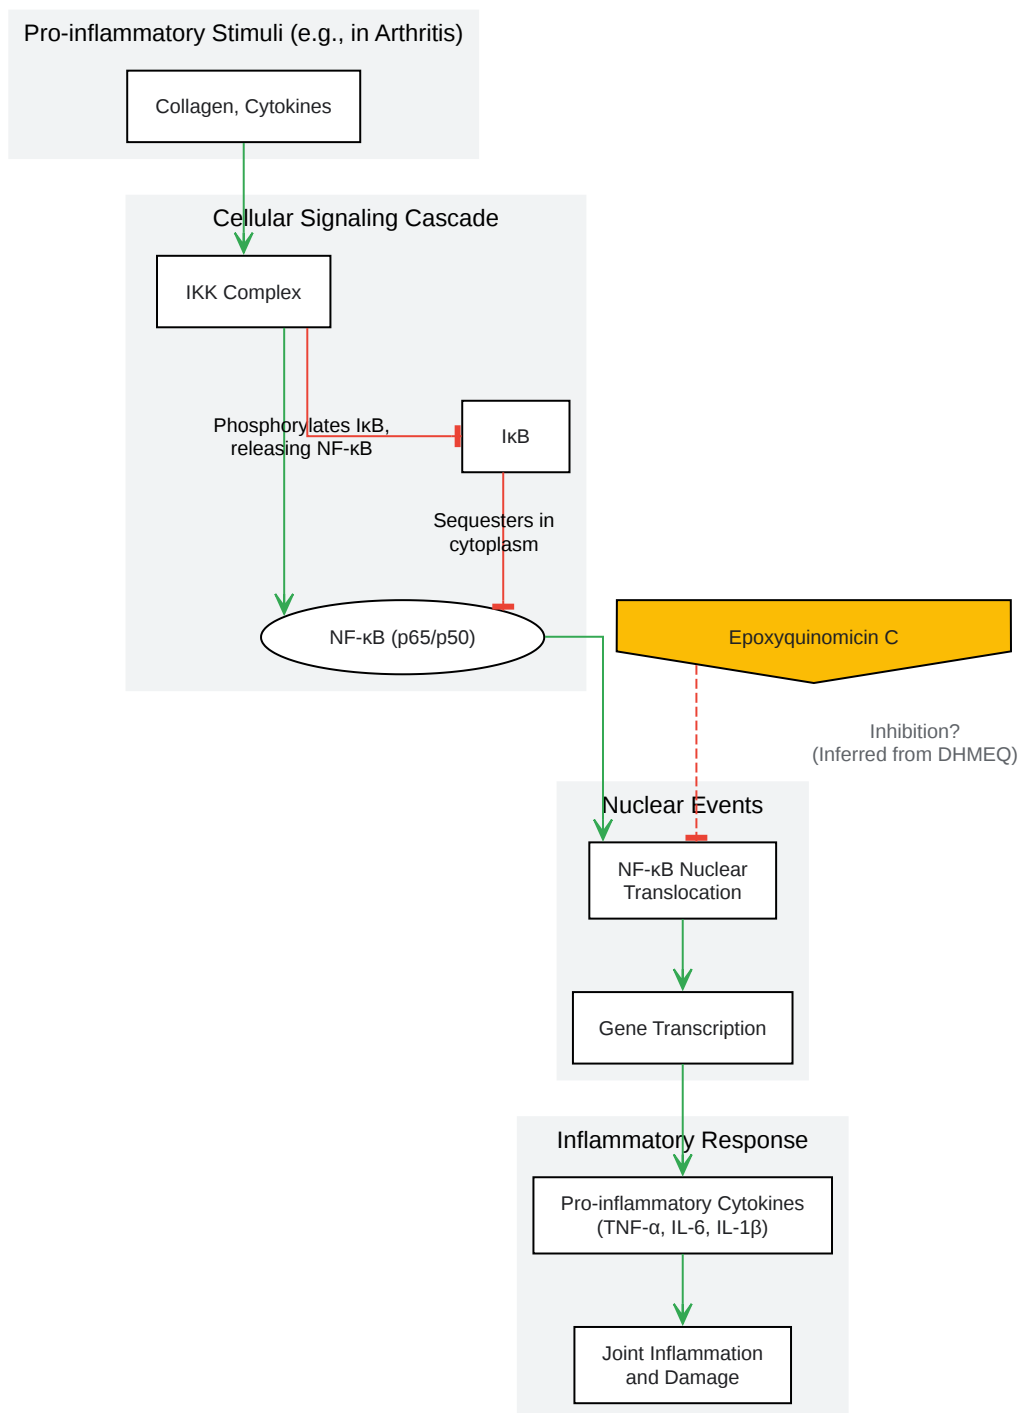 Pro-inflammatory Stimuli (e.g., in Arthritis)
Collagen, Cytokines
Cellular Signaling Cascade
IKK Complex
Phosphorylates IκB,
releasing NF-κB
IκB
Sequesters in
cytoplasm
NF-κB (p65/p50)
Epoxyquinomicin C
Inhibition?
(Inferred from DHMEQ)
Nuclear Events
NF-κB Nuclear
Translocation
Gene Transcription
Inflammatory Response
Pro-inflammatory Cytokines
(TNF-α, IL-6, IL-1β)
Joint Inflammation
and Damage